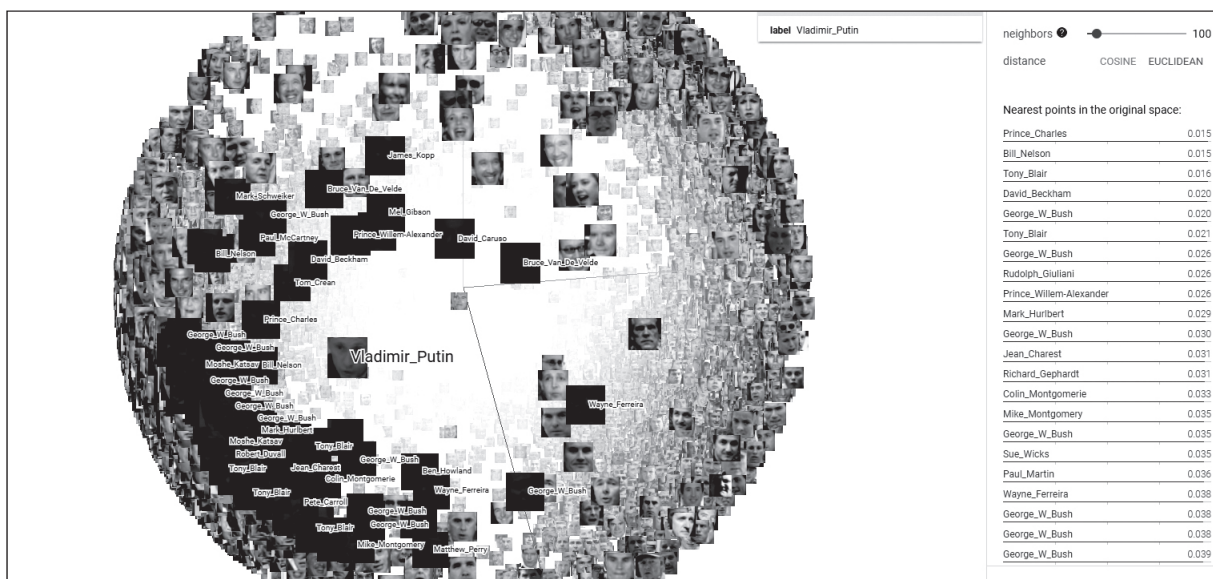 label Vladimir_Putin
James_Kopp
Bruce_Van_De_Velde
Mark_Schweiker
George_W_Bush
Mel_Gibson
Paul_McCartney
Prince_Willem-Alexander
David_Caruso
Bill_Nelson
David_Beckham
Bruce_Van_De_Velde
Tom_Crean
Prince_Charles
George_W_Bush
George_W_Bush
Vladimir_Putin
Moshe_Katsav
Bill_Nelson
George_W_Bush
George_W_Bush
George_W_Bush
Wayne_Ferreira
George_W_Bush
Mark_Hurlbert
Moshe_Katsav
Tony_Blair
Robert_Duvall
George_W_Bush
Tony_Blair
Jean_Charest
Ben_Howland
Colin_Montgomerie
Tony_Blair
Wayne_Ferreira
George_W_Bush
Pete_Carroll
George_W_Bush
George_W_Bush
Tony_Blair
Mike_Montgomery
Matthew_Perry
neighbors ? 100
distance COSINE EUCLIDEAN
Nearest points in the original space:
Prince_Charles 0.015
Bill_Nelson 0.015
Tony_Blair 0.016
David_Beckham 0.020
George_W_Bush 0.020
Tony_Blair 0.021
George_W_Bush 0.026
Rudolph_Giuliani 0.026
Prince_Willem-Alexander 0.026
Mark_Hurlbert 0.029
George_W_Bush 0.030
Jean_Charest 0.031
Richard_Gephardt 0.031
Colin_Montgomerie 0.033
Mike_Montgomery 0.035
George_W_Bush 0.035
Sue_Wicks 0.035
Paul_Martin 0.036
Wayne_Ferreira 0.038
George_W_Bush 0.038
George_W_Bush 0.038
George_W_Bush 0.039